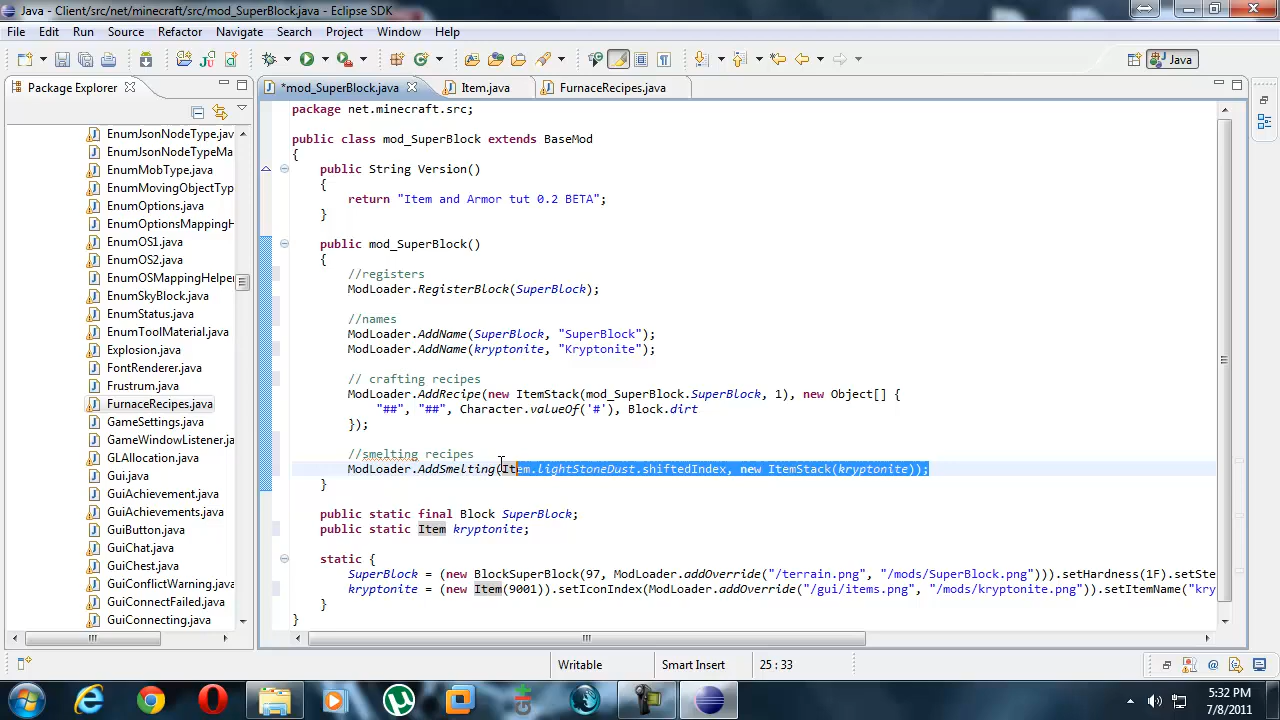 Java - Client/src/net/minecraft/src/mod_SuperBlock.java - Eclipse SDK
File Edit Run Source Refactor Navigate Search Project Window Help
Java
Package Explorer
*mod_SuperBlock.java
Item.java
FurnaceRecipes.java
EnumJsonNodeType.jav
EnumJsonNodeTypeMa
EnumMobType.java
EnumMovingObjectTyp
EnumOptions.java
EnumOptionsMappingH
EnumOS1.java
EnumOS2.java
EnumOSMappingHelper
EnumSkyBlock.java
EnumStatus.java
EnumToolMaterial.java
Explosion.java
FontRenderer.java
Frustrum.java
FurnaceRecipes.java
GameSettings.java
GameWindowListener.j
GLAllocation.java
Gui.java
GuiAchievement.java
GuiAchievements.java
GuiButton.java
GuiChat.java
GuiChest.java
GuiConflictWarning.java
GuiConnectFailed.java
GuiConnecting.java
package net.minecraft.src;
public class mod_SuperBlock extends BaseMod
{
public String Version()
{
return "Item and Armor tut 0.2 BETA";
}
public mod_SuperBlock()
{
//registers
ModLoader.RegisterBlock(SuperBlock);
//names
ModLoader.AddName(SuperBlock, "SuperBlock");
ModLoader.AddName(kryptonite, "Kryptonite");
// crafting recipes
ModLoader.AddRecipe(new ItemStack(mod_SuperBlock.SuperBlock, 1), new Object[] {
"##", "##", Character.valueOf('#'), Block.dirt
});
//smelting recipes
ModLoader.AddSmelting(Item.lightStoneDust.shiftedIndex, new ItemStack(kryptonite));
}
public static final Block SuperBlock;
public static Item kryptonite;
static {
SuperBlock = (new BlockSuperBlock(97, ModLoader.addOverride("/terrain.png", "/mods/SuperBlock.png"))).setHardness(1F).setSte
kryptonite = (new Item(9001)).setIconIndex(ModLoader.addOverride("/gui/items.png", "/mods/kryptonite.png")).setItemName("kry
}
}
Writable Smart Insert 25 : 33
5:32 PM
7/8/2011